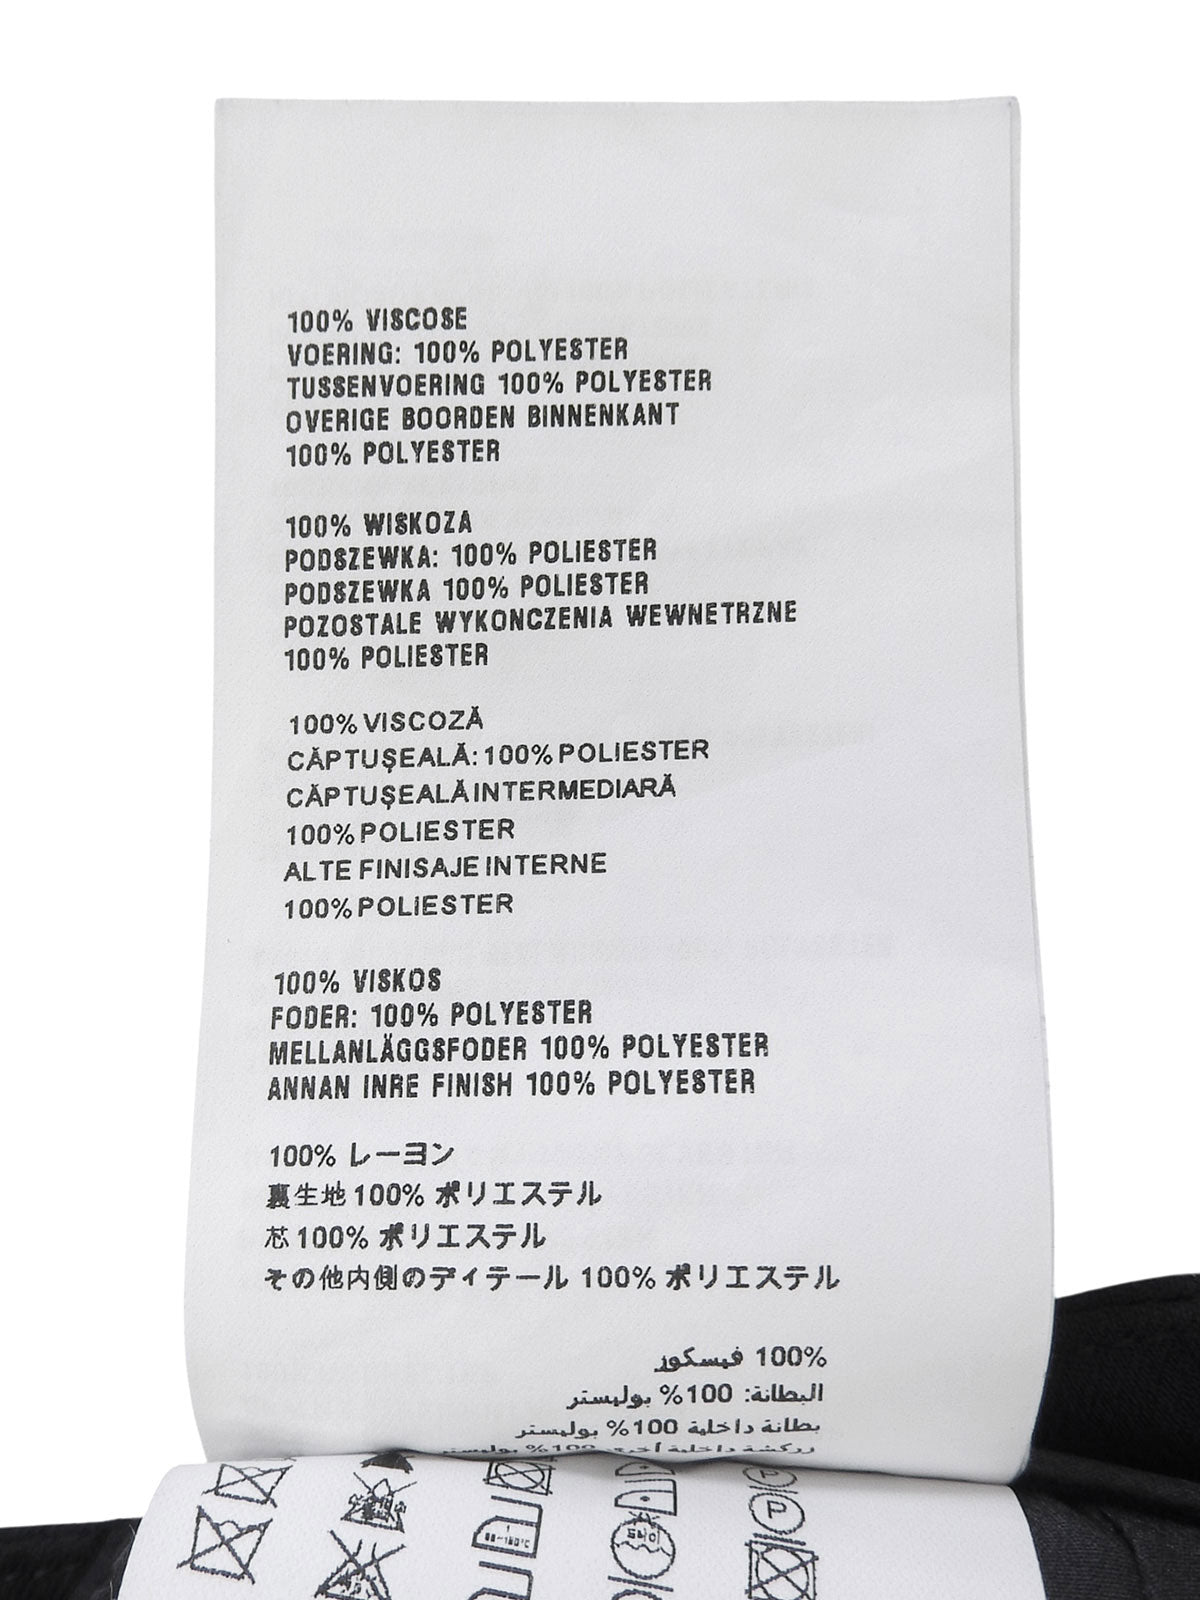 100% VISCOSE
VOERING: 100% POLYESTER
TUSSENVOERING 100% POLYESTER
OVERIGE BOORDEN BINNENKANT
100% POLYESTER
100% WISKOZA
PODSZEWKA: 100% POLIESTER
PODSZEWKA 100% POLIESTER
POZOSTALE WYKONCZENIA WEWNETRZNE
100% POLIESTER
100% VISCOZĂ
CĂPTUŞEALĂ: 100% POLIESTER
CĂPTUŞEALĂ INTERMEDIARĂ
100% POLIESTER
ALTE FINISAJE INTERNE
100% POLIESTER
100% VISKOS
FODER: 100% POLYESTER
MELLANLÄGGSFODER 100% POLYESTER
ANNAN INRE FINISH 100% POLYESTER
100% レーヨン
裏生地 100% ポリエステル
芯 100% ポリエステル
その他内側のディテール 100% ポリエステル
100% فيسكوز
البطانة: 100% بوليستر
بطانة داخلية 100% بوليستر
زركشة داخلية أخرى 100% بوليستر
P
P